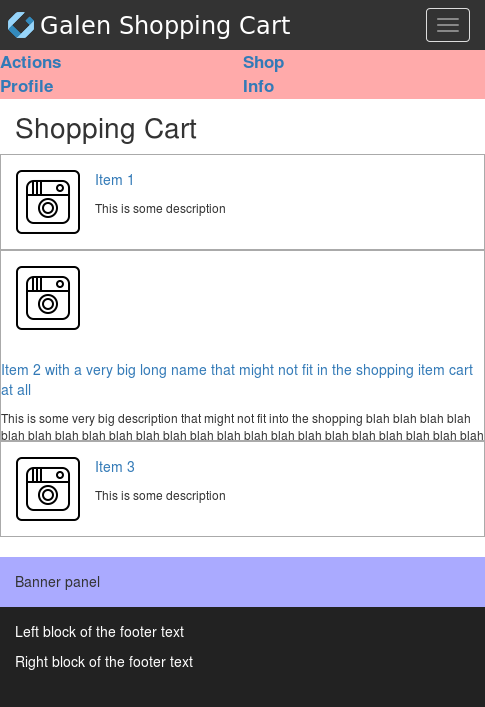 Galen Shopping Cart
Actions Shop
Profile Info
Shopping Cart
Item 1
This is some description
Item 2 with a very big long name that might not fit in the shopping item cart
at all
This is some very big description that might not fit into the shopping blah blah blah blah
blah blah blah blah blah blah blah blah blah blah blah blah blah blah blah blah blah blah
Item 3
This is some description
Banner panel
Left block of the footer text
Right block of the footer text